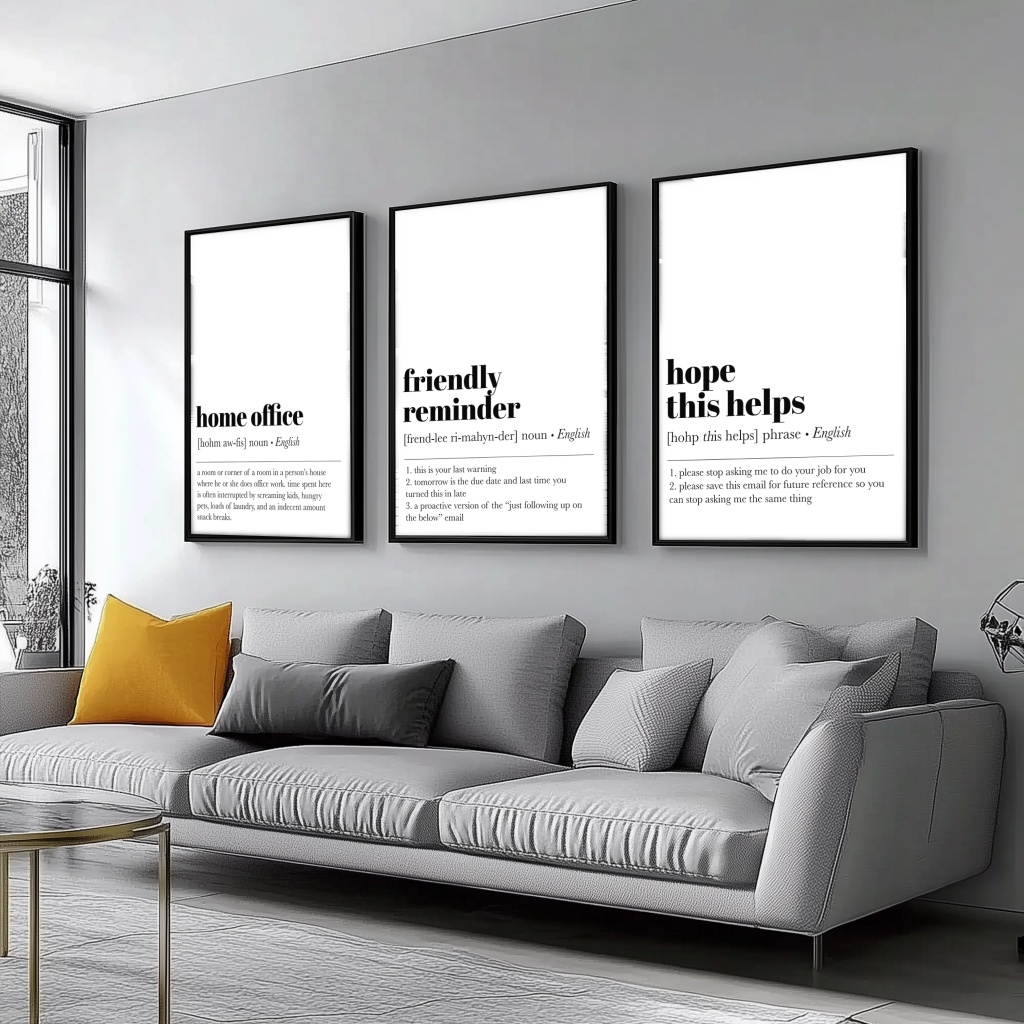 home office
[hohm aw-fis] noun • English
a room or corner of a room in a person's house
where he or she does office work. time spent here
is often interrupted by screaming kids, hungry
pets, loads of laundry, and an indecent amount
snack breaks.
friendly
reminder
[frend-lee ri-mahyn-der] noun • English
1. this is your last warning
2. tomorrow is the due date and last time you
turned this in late
3. a proactive version of the “just following up on
the below” email
hope
this helps
[hohp this helps] phrase • English
1. please stop asking me to do your job for you
2. please save this email for future reference so you
can stop asking me the same thing